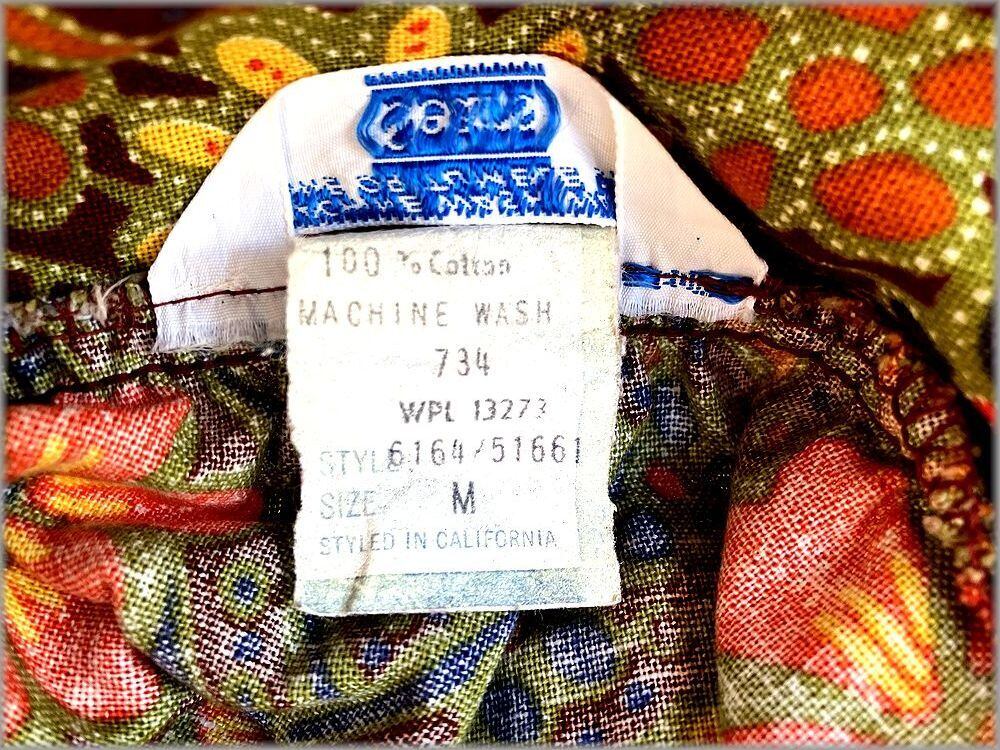 100 % Cotton
MACHINE WASH
734
WPL 13273
STYLE 6164/51661
SIZE M
STYLED IN CALIFORNIA